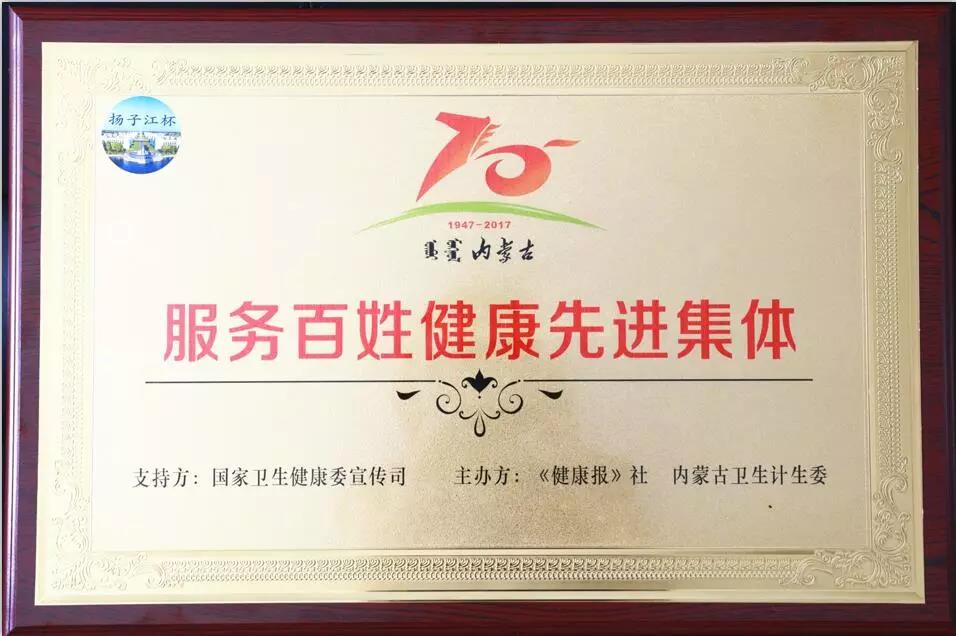 扬子江杯
70
1947-2017
内蒙古
服务百姓健康先进集体
支持方：国家卫生健康委宣传司 主办方：《健康报》社 内蒙古卫生计生委